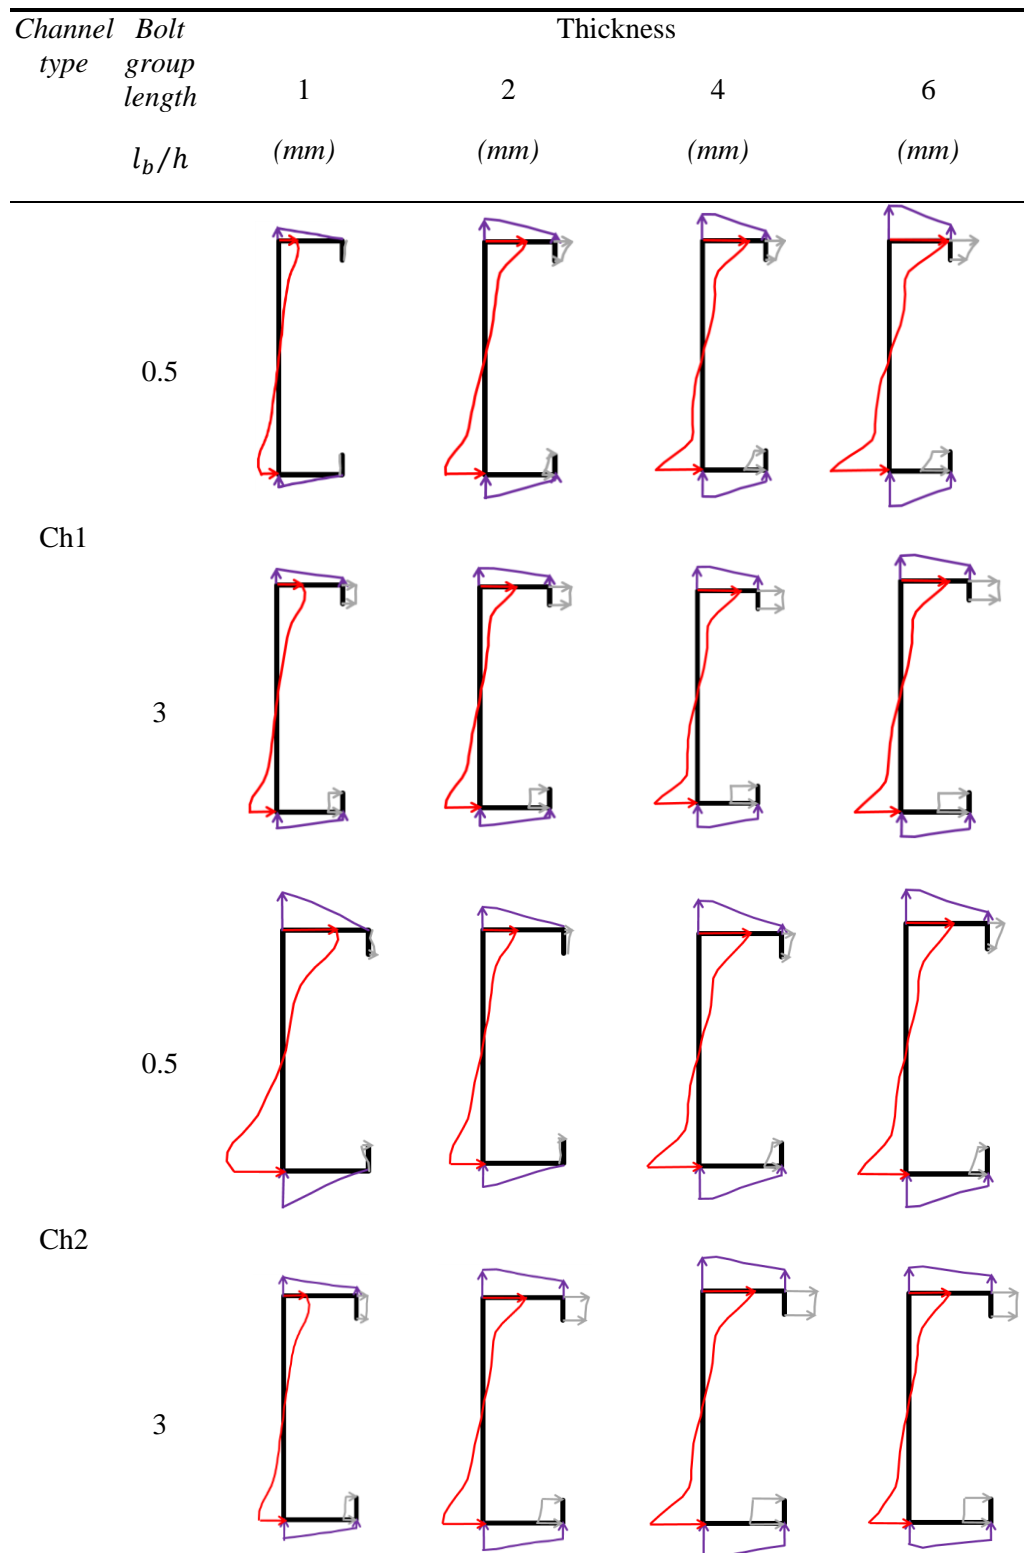 Channel Bolt Thickness
type group
length 1 2 4 6
l_b/h (mm) (mm) (mm) (mm)
0.5
Ch1
3
0.5
Ch2
3